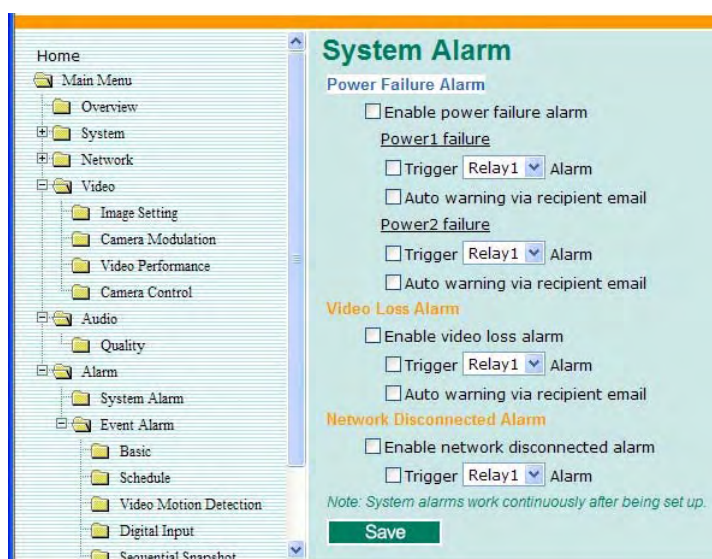 Home
Main Menu
Overview
System
Network
Video
Image Setting
Camera Modulation
Video Performance
Camera Control
Audio
Quality
Alarm
System Alarm
Event Alarm
Basic
Schedule
Video Motion Detection
Digital Input
Sequential Snapshot
System Alarm
Power Failure Alarm
Enable power failure alarm
Power1 failure
Trigger Relay1 Alarm
Auto warning via recipient email
Power2 failure
Trigger Relay1 Alarm
Auto warning via recipient email
Video Loss Alarm
Enable video loss alarm
Trigger Relay1 Alarm
Auto warning via recipient email
Network Disconnected Alarm
Enable network disconnected alarm
Trigger Relay1 Alarm
Note: System alarms work continuously after being set up.
Save